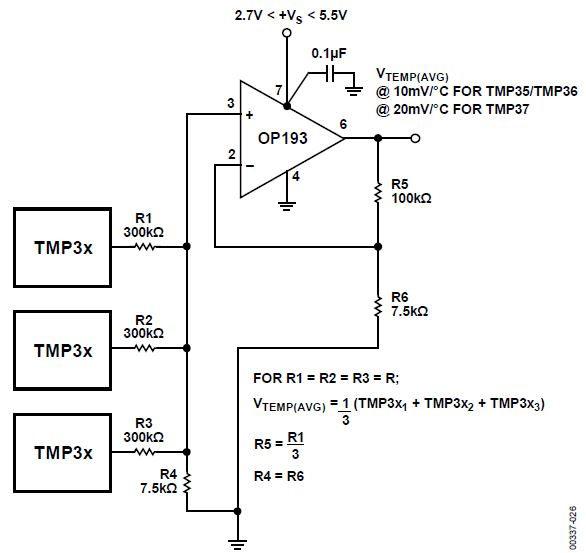 2.7V < +VS < 5.5V
0.1µF
VTEMP(AVG)
@ 10mV/°C FOR TMP35/TMP36
@ 20mV/°C FOR TMP37
7
3
+
OP193
6
2
–
4
R5
100kΩ
R1
300kΩ
TMP3x
R2
300kΩ
TMP3x
R6
7.5kΩ
R3
300kΩ
TMP3x
R4
7.5kΩ
FOR R1 = R2 = R3 = R;
VTEMP(AVG) = 1/3 (TMP3x1 + TMP3x2 + TMP3x3)
R5 = R1/3
R4 = R6
00337-026